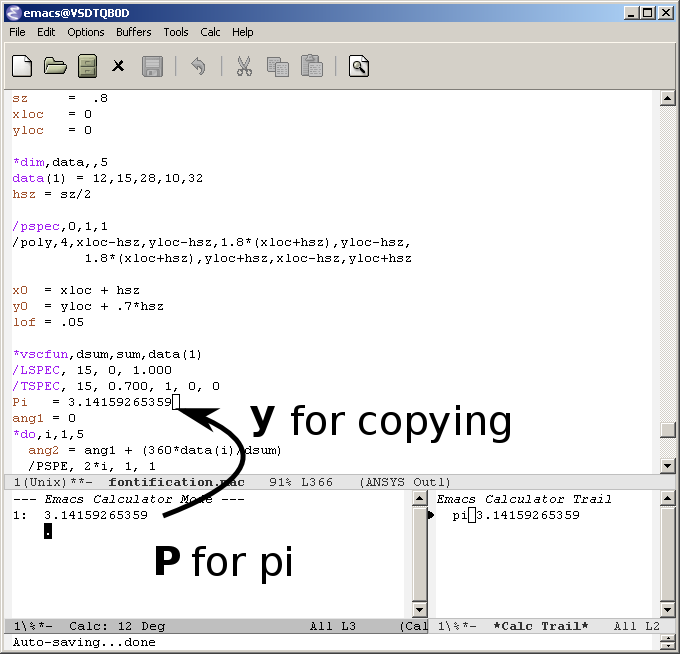 emacs@VSDTQB0D
File Edit Options Buffers Tools Calc Help
sz     =  .8
xloc   = 0
yloc   = 0
*dim,data,,5
data(1) = 12,15,28,10,32
hsz = sz/2
/pspec,0,1,1
/poly,4,xloc-hsz,yloc-hsz,1.8*(xloc+hsz),yloc-hsz,
1.8*(xloc+hsz),yloc+hsz,xloc-hsz,yloc+hsz
x0  = xloc + hsz
y0  = yloc + .7*hsz
lof = .05
*vscfun,dsum,sum,data(1)
/LSPEC, 15, 0, 1.000
/TSPEC, 15, 0.700, 1, 0, 0
Pi   = 3.14159265359
ang1 = 0
y for copying
*do,i,1,5
ang2 = ang1 + (360*data(i)/dsum)
/PSPE, 2*i, 1, 1
1(Unix)**-  fontification.mac   91% L366   (ANSYS Outl)
--- Emacs Calculator Mode ---
1:  3.14159265359
.
P for pi
1\%*-  Calc: 12 Deg                  All L3     (Cal
Emacs Calculator Trail
pi 3.14159265359
1\%*-  *Calc Trail*   All L2
Auto-saving...done